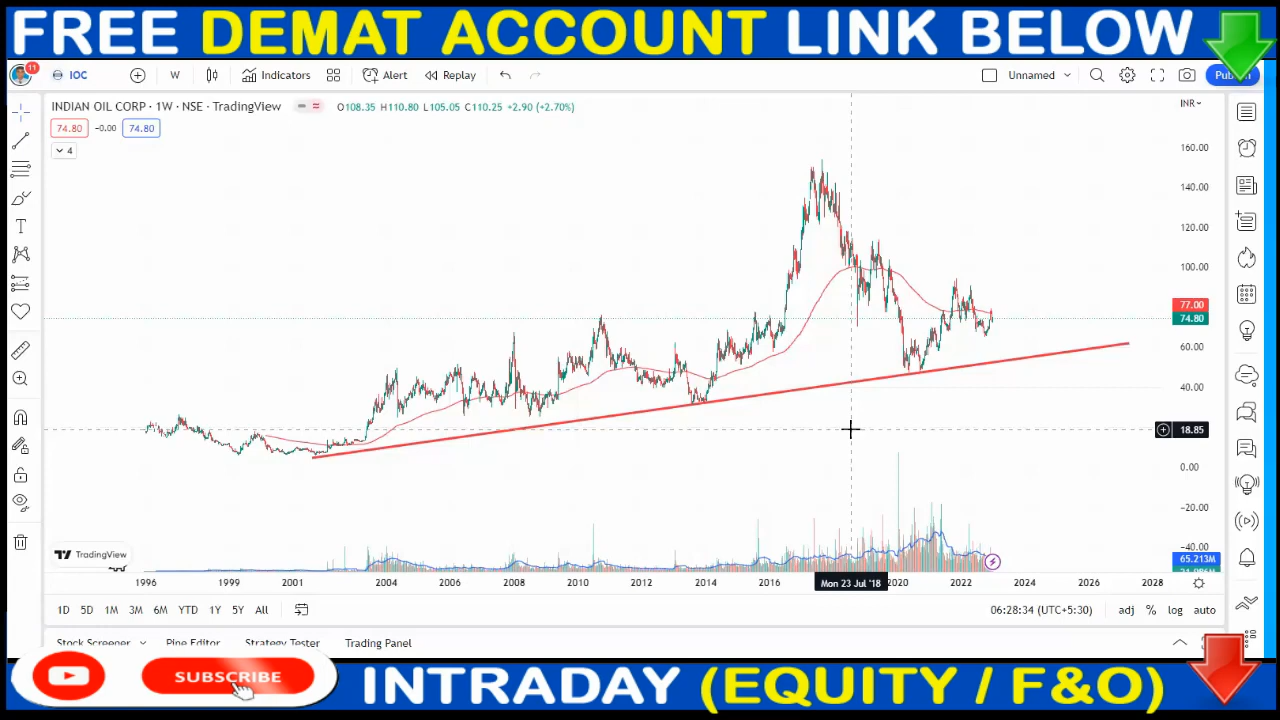 FREE DEMAT ACCOUNT LINK BELOW
11
IOC W Indicators Alert Replay Unnamed
INDIAN OIL CORP · 1W · NSE · TradingView O108.35 H110.80 L105.05 C110.25 +2.90 (+2.70%) INR
74.80 -0.00 74.80
4
160.00
140.00
120.00
100.00
77.00
74.80
60.00
40.00
18.85
0.00
-20.00
-40.00
TradingView 65.213M
1996 1999 2001 2004 2006 2008 2010 2012 2014 2016 Mon 23 Jul '18 2020 2022 2024 2026 2028
1D 5D 1M 3M 6M YTD 1Y 5Y All 06:28:34 (UTC+5:30) adj % log auto
Stock Screener Pine Editor Strategy Tester Trading Panel
SUBSCRIBE
INTRADAY (EQUITY / F&O)